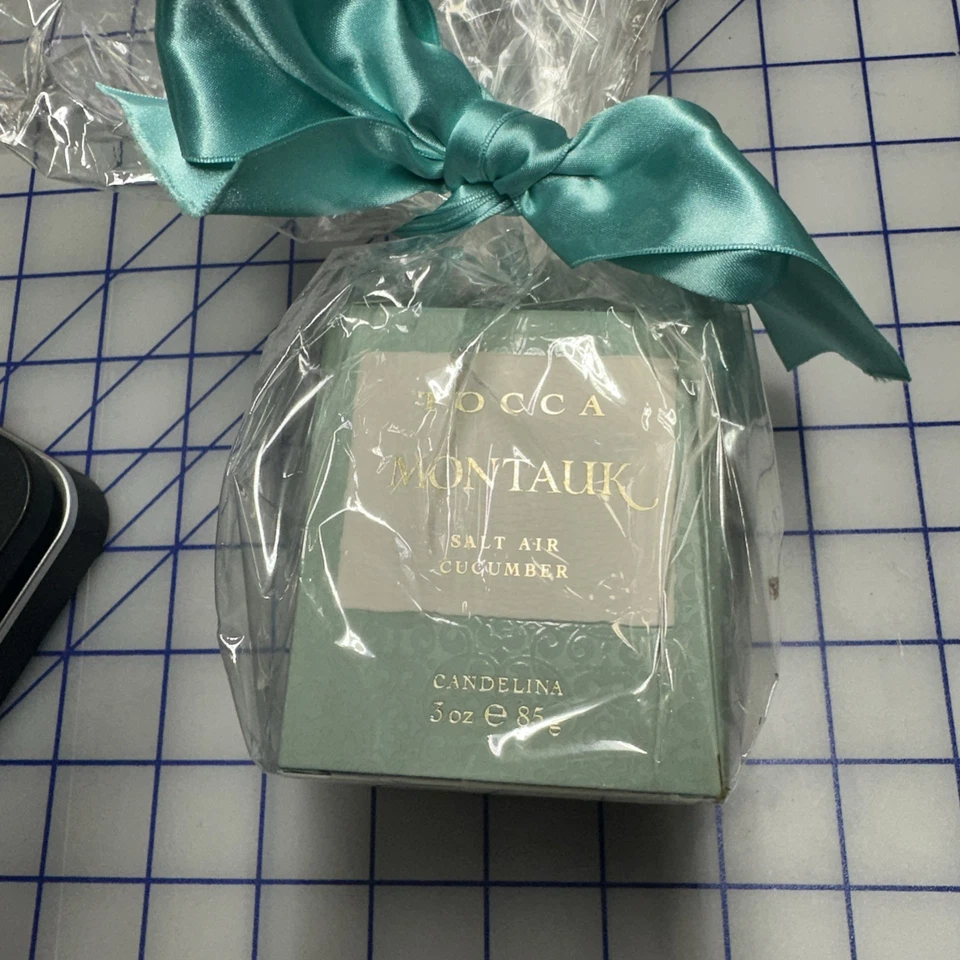 TOCCA
MONTAUK
SALT AIR
CUCUMBER
CANDELINA
3 oz ℮ 85 g